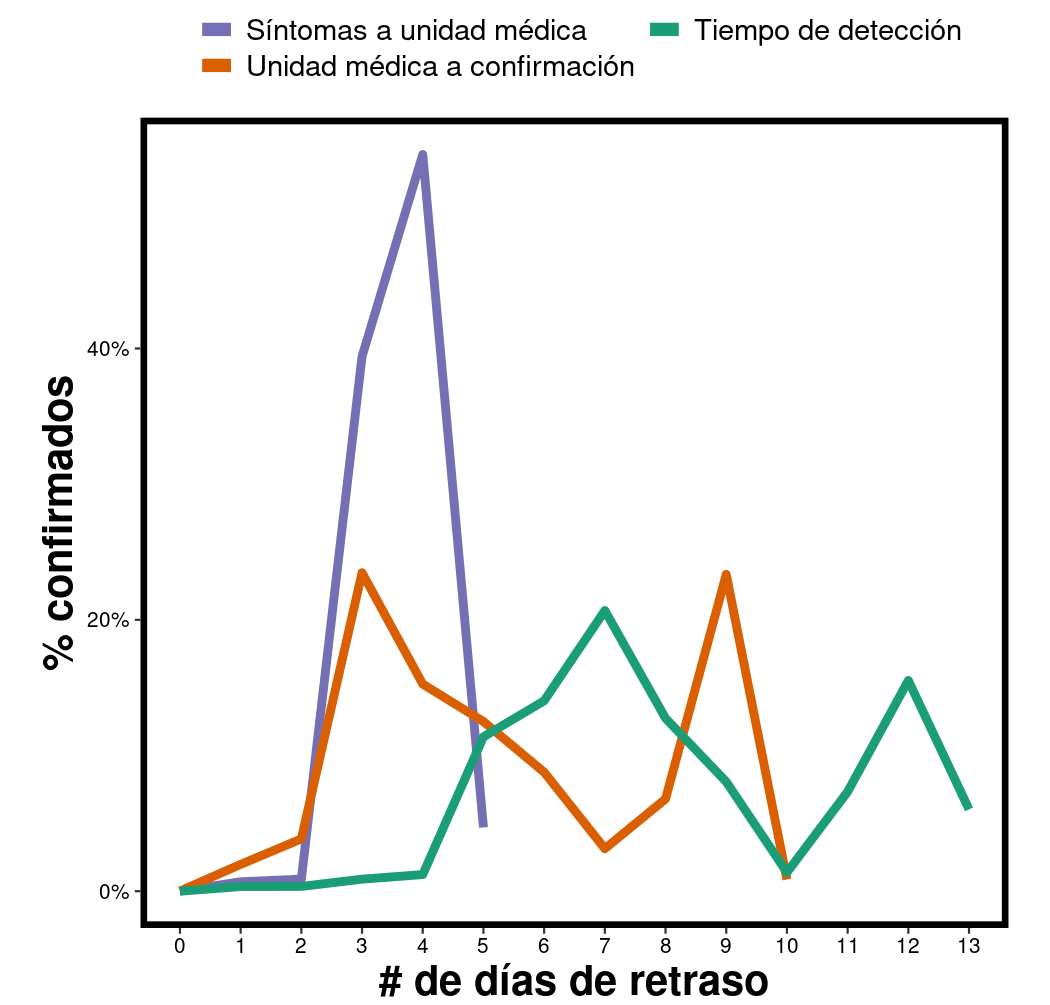 Síntomas a unidad médica
Tiempo de detección
Unidad médica a confirmación
% confirmados
40%
20%
0%
0 1 2 3 4 5 6 7 8 9 10 11 12 13
# de días de retraso